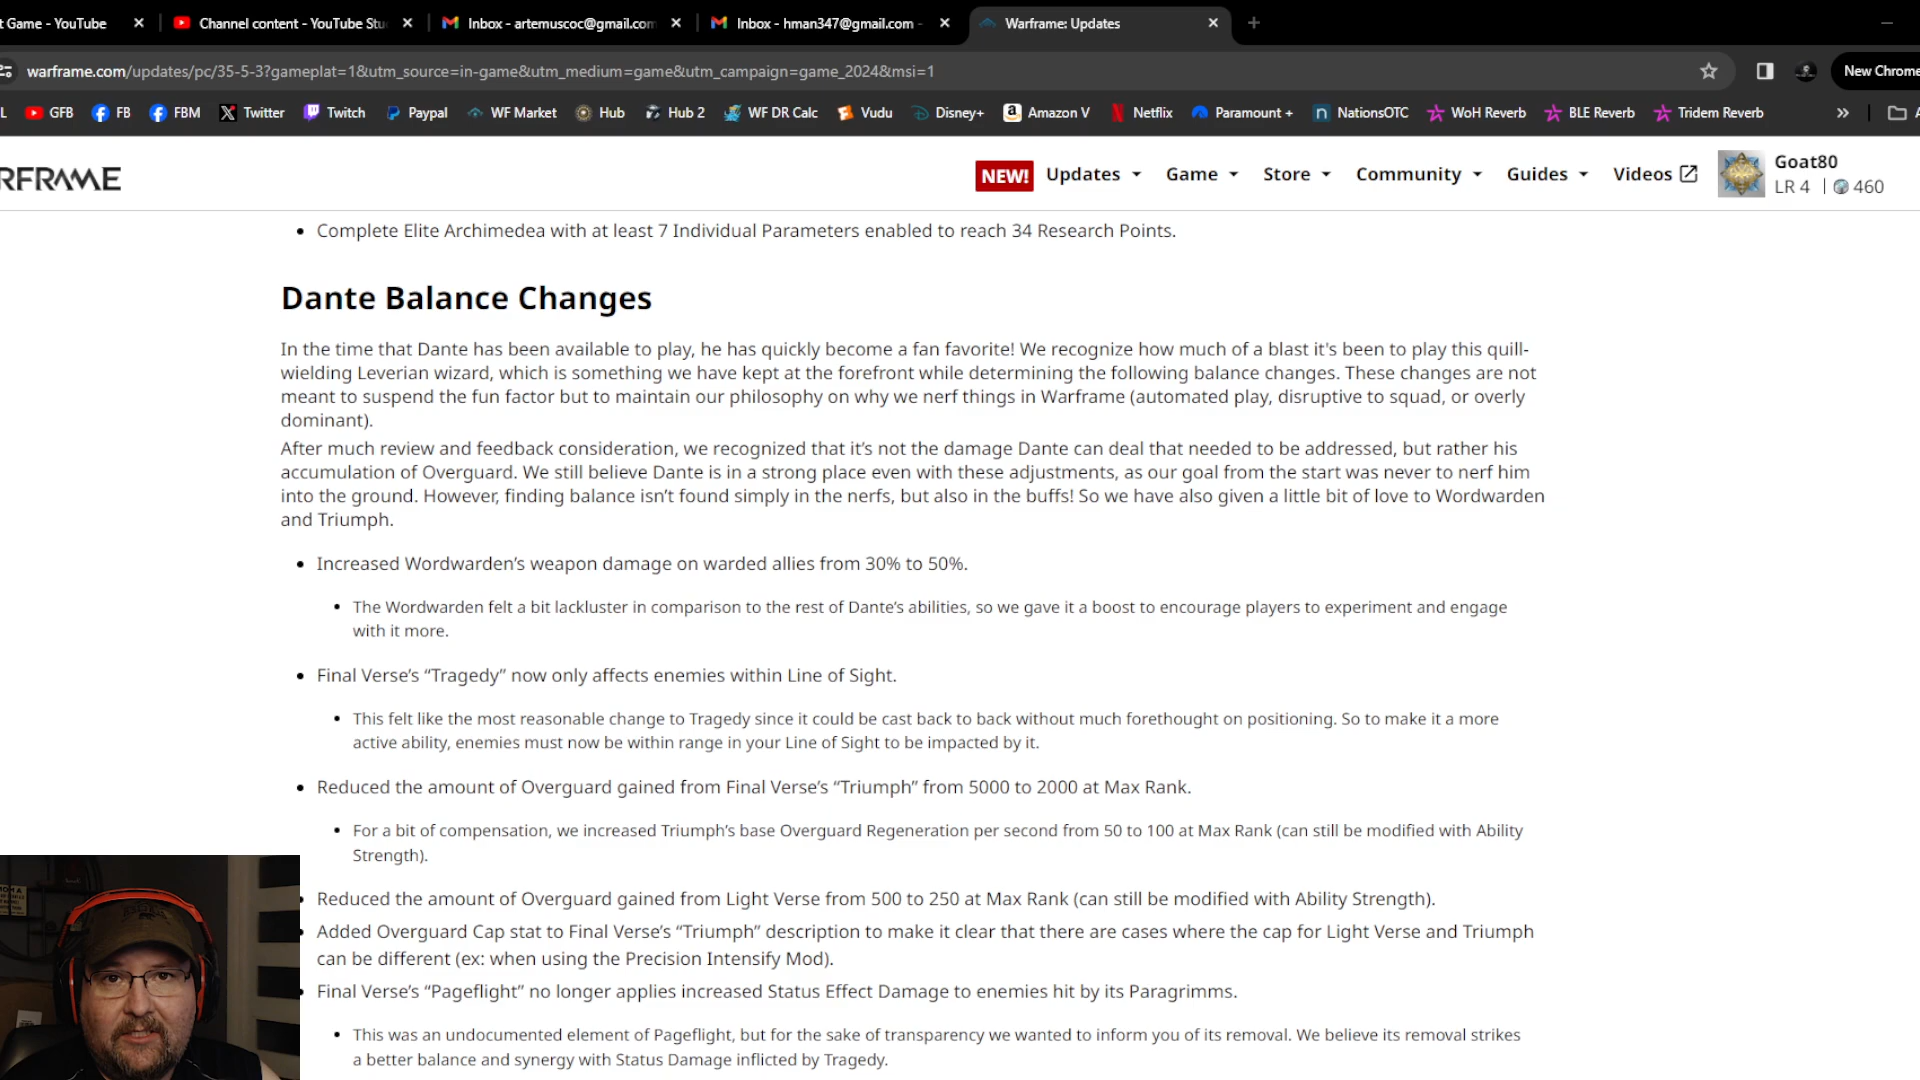 t Game - YouTube
Channel content - YouTube Stu
Inbox - artemuscoc@gmail.com
Inbox - hman347@gmail.com -
Warframe: Updates
warframe.com/updates/pc/35-5-3?gameplat=1&utm_source=in-game&utm_medium=game&utm_campaign=game_2024&msi=1
New Chrome
L GFB FB FBM Twitter Twitch Paypal WF Market Hub Hub 2 WF DR Calc Vudu Disney+ Amazon V Netflix Paramount + NationsOTC WoH Reverb BLE Reverb Tridem Reverb » A
RFRAME
NEW! Updates Game Store Community Guides Videos
Goat80
LR 4 | 460
• Complete Elite Archimedea with at least 7 Individual Parameters enabled to reach 34 Research Points.
Dante Balance Changes
In the time that Dante has been available to play, he has quickly become a fan favorite! We recognize how much of a blast it's been to play this quill-
wielding Leverian wizard, which is something we have kept at the forefront while determining the following balance changes. These changes are not
meant to suspend the fun factor but to maintain our philosophy on why we nerf things in Warframe (automated play, disruptive to squad, or overly
dominant).
After much review and feedback consideration, we recognized that it’s not the damage Dante can deal that needed to be addressed, but rather his
accumulation of Overguard. We still believe Dante is in a strong place even with these adjustments, as our goal from the start was never to nerf him
into the ground. However, finding balance isn’t found simply in the nerfs, but also in the buffs! So we have also given a little bit of love to Wordwarden
and Triumph.
• Increased Wordwarden’s weapon damage on warded allies from 30% to 50%.
• The Wordwarden felt a bit lackluster in comparison to the rest of Dante’s abilities, so we gave it a boost to encourage players to experiment and engage
with it more.
• Final Verse’s “Tragedy” now only affects enemies within Line of Sight.
• This felt like the most reasonable change to Tragedy since it could be cast back to back without much forethought on positioning. So to make it a more
active ability, enemies must now be within range in your Line of Sight to be impacted by it.
• Reduced the amount of Overguard gained from Final Verse’s “Triumph” from 5000 to 2000 at Max Rank.
• For a bit of compensation, we increased Triumph’s base Overguard Regeneration per second from 50 to 100 at Max Rank (can still be modified with Ability
Strength).
• Reduced the amount of Overguard gained from Light Verse from 500 to 250 at Max Rank (can still be modified with Ability Strength).
• Added Overguard Cap stat to Final Verse’s “Triumph” description to make it clear that there are cases where the cap for Light Verse and Triumph
can be different (ex: when using the Precision Intensify Mod).
• Final Verse’s “Pageflight” no longer applies increased Status Effect Damage to enemies hit by its Paragrimms.
• This was an undocumented element of Pageflight, but for the sake of transparency we wanted to inform you of its removal. We believe its removal strikes
a better balance and synergy with Status Damage inflicted by Tragedy.